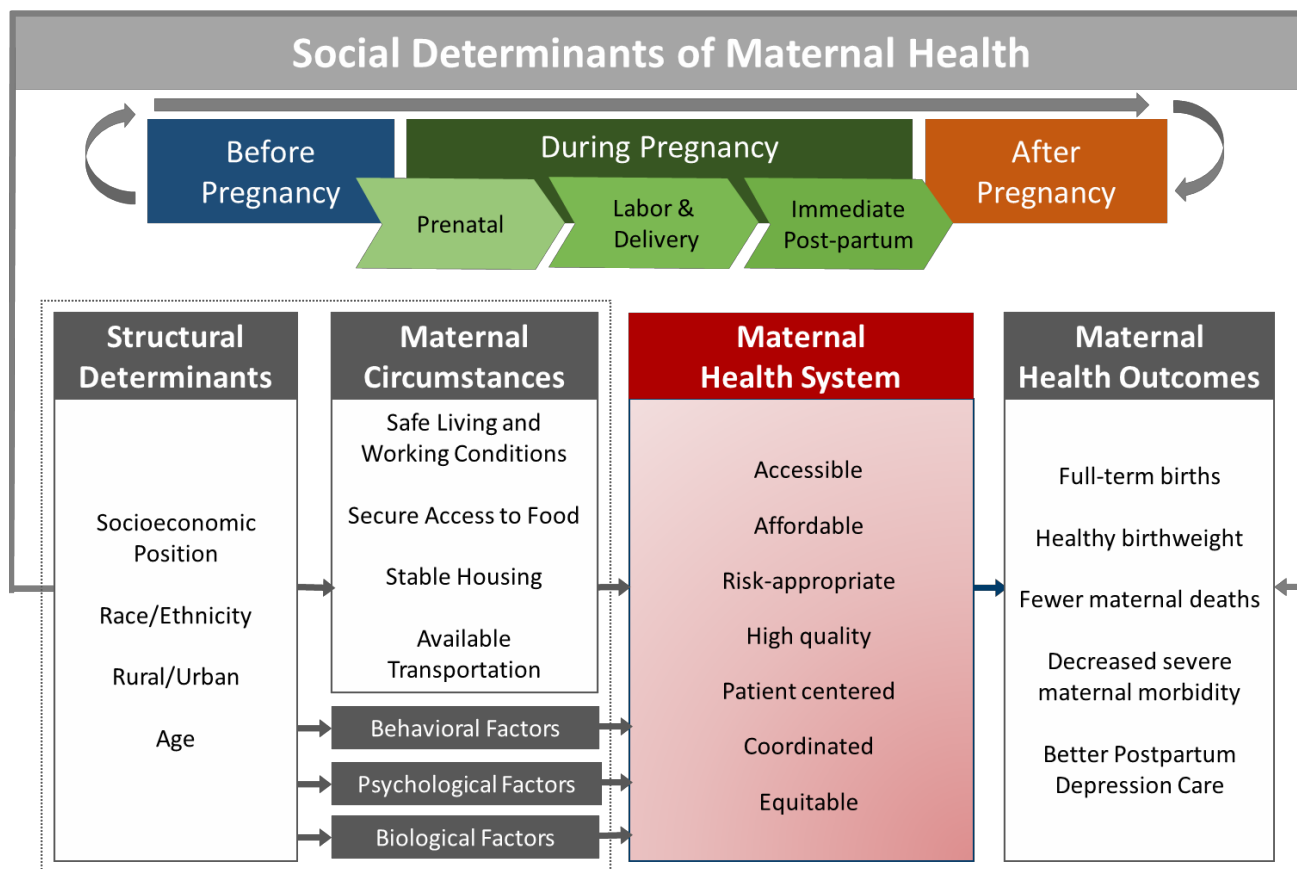 Social Determinants of Maternal Health
Before
Pregnancy
During Pregnancy
Prenatal
Labor &
Delivery
Immediate
Post-partum
After
Pregnancy
Structural
Determinants
Socioeconomic
Position
Race/Ethnicity
Rural/Urban
Age
Maternal
Circumstances
Safe Living and
Working Conditions
Secure Access to Food
Stable Housing
Available
Transportation
Behavioral Factors
Psychological Factors
Biological Factors
Maternal
Health System
Accessible
Affordable
Risk-appropriate
High quality
Patient centered
Coordinated
Equitable
Maternal
Health Outcomes
Full-term births
Healthy birthweight
Fewer maternal deaths
Decreased severe
maternal morbidity
Better Postpartum
Depression Care